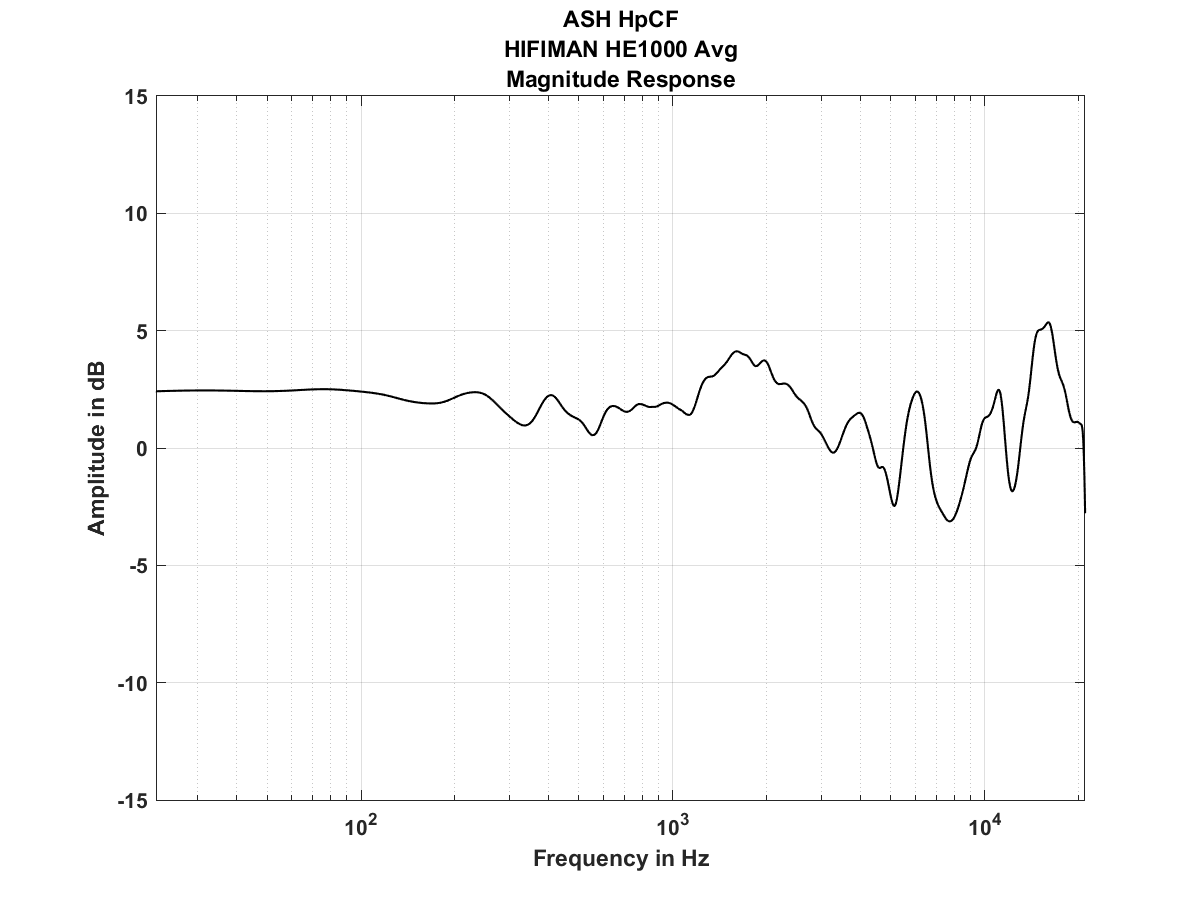 ASH HpCF
HIFIMAN HE1000 Avg
Magnitude Response
15
10
5
0
-5
-10
-15
Amplitude in dB
10²
10³
10⁴
Frequency in Hz